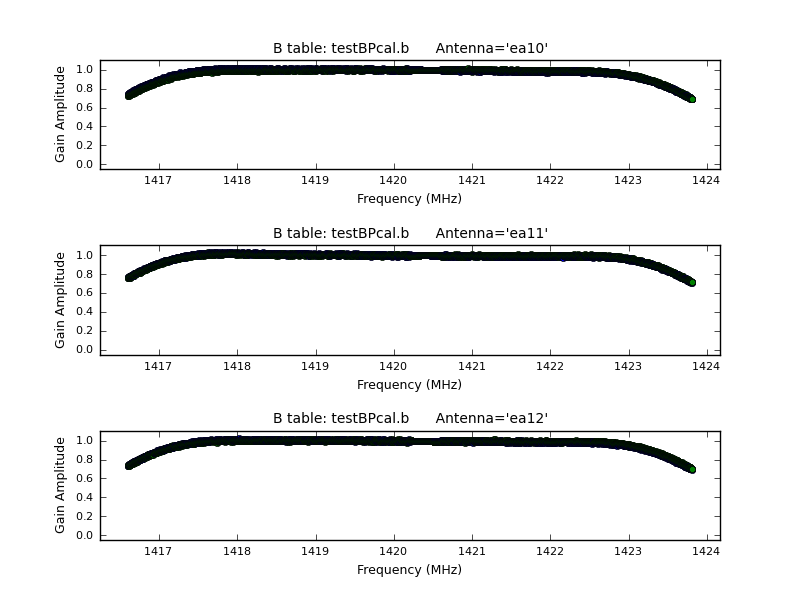 B table: testBPcal.b Antenna='ea10'
Gain Amplitude
1.0
0.8
0.6
0.4
0.2
0.0
1417 1418 1419 1420 1421 1422 1423 1424
Frequency (MHz)
B table: testBPcal.b Antenna='ea11'
Gain Amplitude
1.0
0.8
0.6
0.4
0.2
0.0
1417 1418 1419 1420 1421 1422 1423 1424
Frequency (MHz)
B table: testBPcal.b Antenna='ea12'
Gain Amplitude
1.0
0.8
0.6
0.4
0.2
0.0
1417 1418 1419 1420 1421 1422 1423 1424
Frequency (MHz)